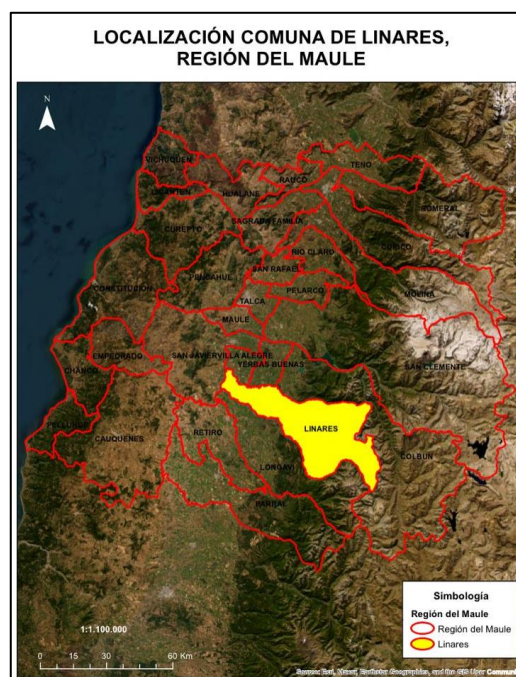 LOCALIZACIÓN COMUNA DE LINARES,
REGIÓN DEL MAULE
N
VICHUQUEN
TENO
RAUCO
LICANTEN
HUALAÑE
ROMERAL
SAGRADA FAMILIA
CUREPTO
CURICO
RIO CLARO
SAN RAFAEL
PENCAHUE
CONSTITUCION
PELARCO
MOLINA
TALCA
MAULE
EMPEDRADO
SAN JAVIER VILLA ALEGRE
SAN CLEMENTE
YERBAS BUENAS
CHANCO
PELLUHUE
LINARES
CAUQUENES
RETIRO
COLBUN
LONGAVI
PARRAL
Simbología
Región del Maule
Región del Maule
Linares
1:1.100.000
0 15 30 60 Km
Source: Esri, Maxar, Earthstar Geographics, and the GIS User Community